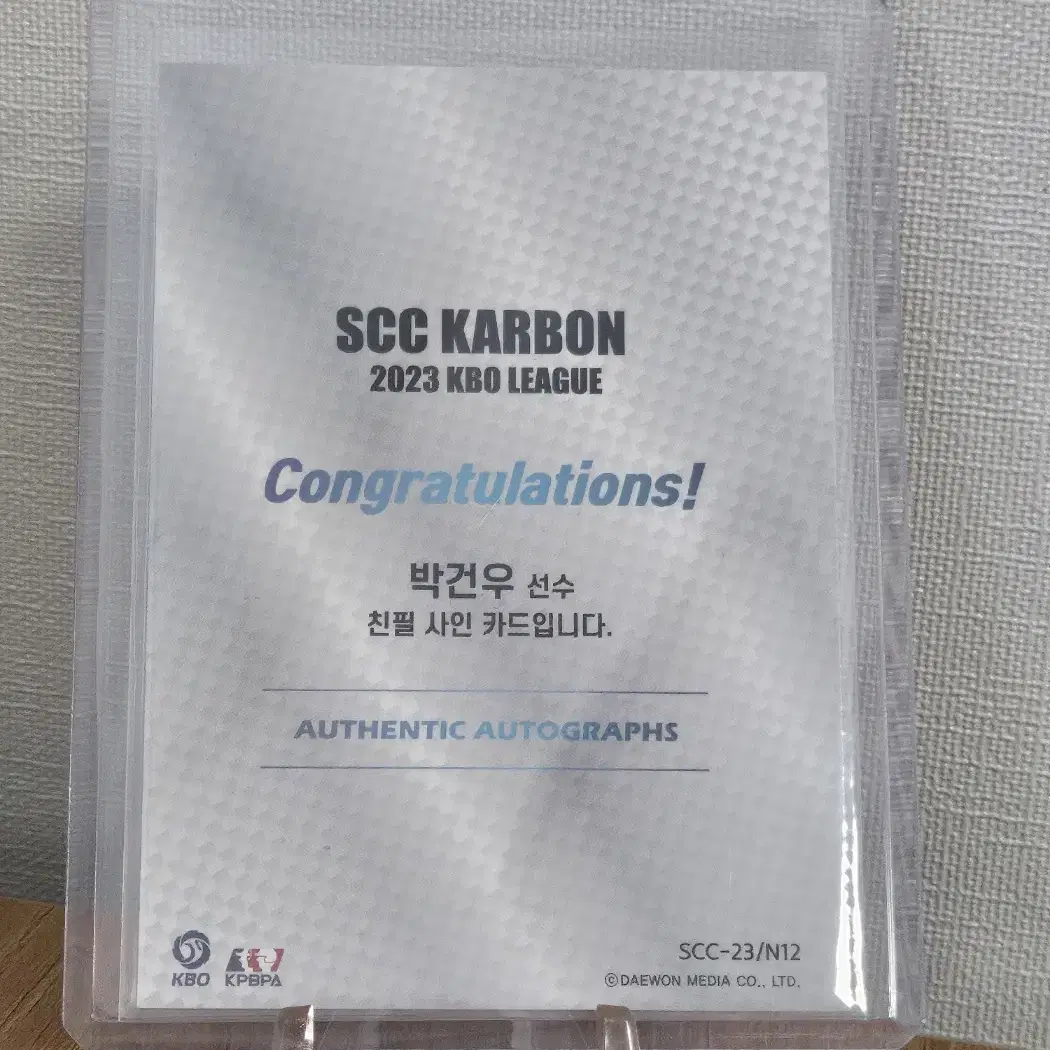 SCC KARBON
2023 KBO LEAGUE
Congratulations!
박건우 선수
친필 사인 카드입니다.
AUTHENTIC AUTOGRAPHS
KBO
KPBPA
SCC-23/N12
©DAEWON MEDIA CO., LTD.